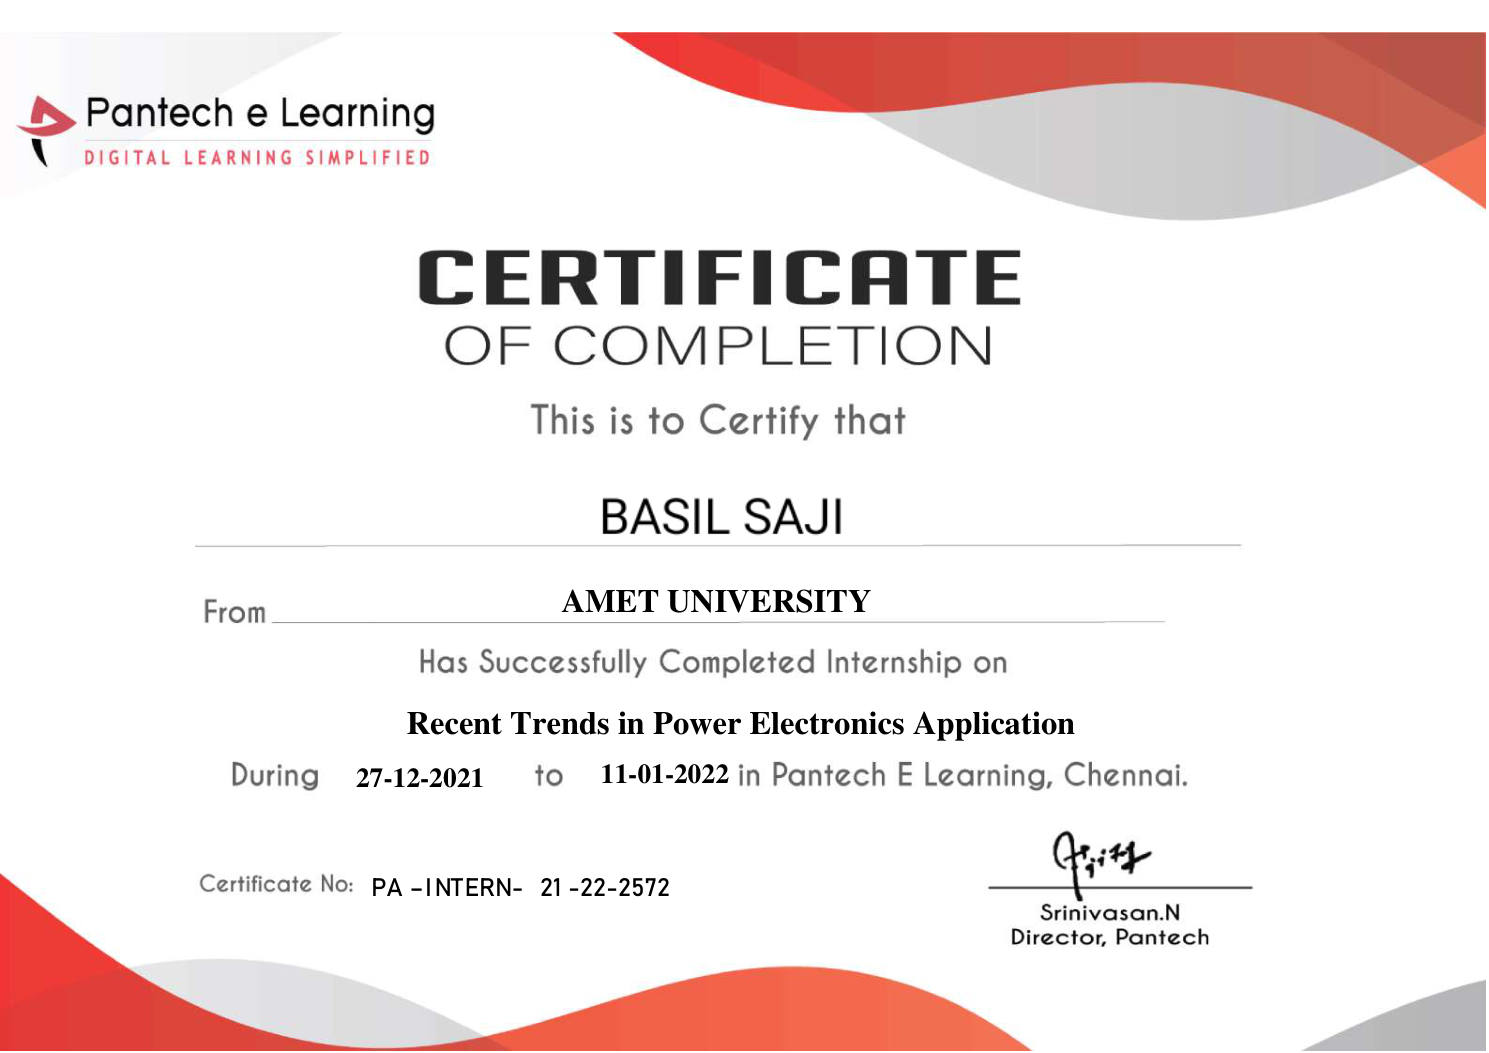 Pantech e Learning
DIGITAL LEARNING SIMPLIFIED
CERTIFICATE
OF COMPLETION
This is to Certify that
BASIL SAJI
From AMET UNIVERSITY
Has Successfully Completed Internship on
Recent Trends in Power Electronics Application
During 27-12-2021 to 11-01-2022 in Pantech E Learning, Chennai.
Certificate No: PA -INTERN- 21 -22-2572
Srinivasan.N
Director, Pantech